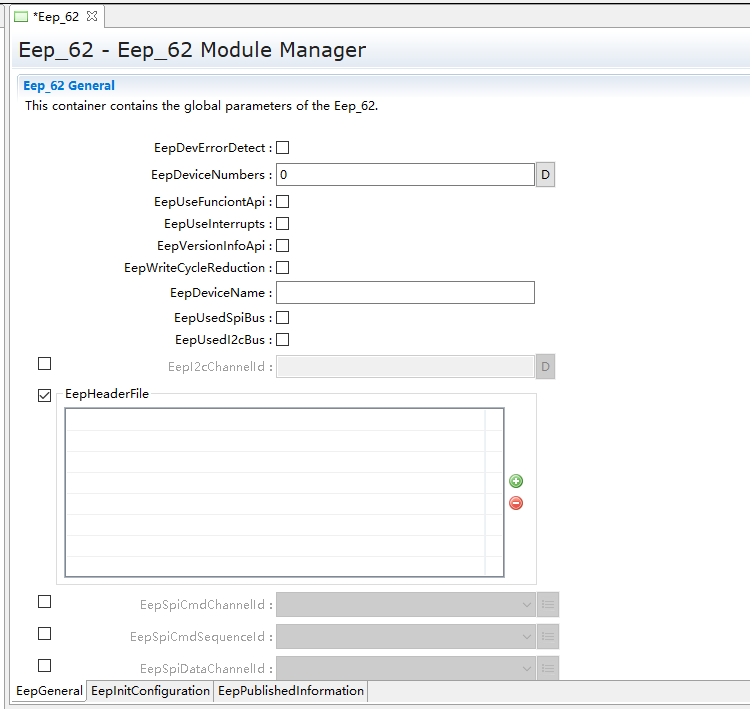 *Eep_62
Eep_62 - Eep_62 Module Manager
Eep_62 General
This container contains the global parameters of the Eep_62.
EepDevErrorDetect :
EepDeviceNumbers : 0 D
EepUseFunciontApi :
EepUseInterrupts :
EepVersionInfoApi :
EepWriteCycleReduction :
EepDeviceName :
EepUsedSpiBus :
EepUsedI2cBus :
EepI2cChannelId : D
EepHeaderFile
EepSpiCmdChannelId :
EepSpiCmdSequenceId :
EepSpiDataChannelId :
EepGeneral EepInitConfiguration EepPublishedInformation